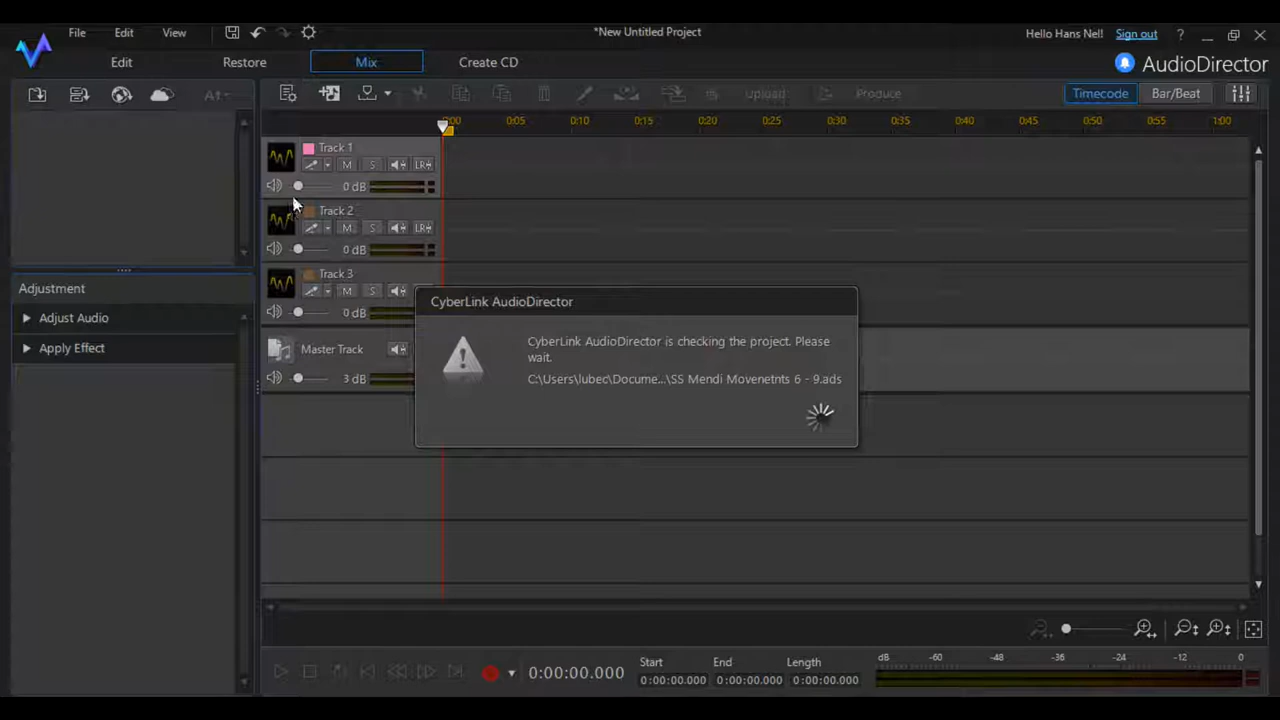 File Edit View *New Untitled Project Hello Hans Nell Sign out ?
Edit Restore Mix Create CD AudioDirector
Upload Produce Timecode Bar/Beat
0:00 0:05 0:10 0:15 0:20 0:25 0:30 0:35 0:40 0:45 0:50 0:55 1:00
Track 1
M S LR
0 dB
Track 2
M S LR
0 dB
Track 3
M S
0 dB
Master Track
3 dB
Adjustment
Adjust Audio
Apply Effect
CyberLink AudioDirector
CyberLink AudioDirector is checking the project. Please
wait.
C:\Users\lubec\Docume...\SS Mendi Movenetnts 6 - 9.ads
0:00:00.000
Start End Length
0:00:00.000 0:00:00.000 0:00:00.000
dB -60 -48 -36 -24 -12 0